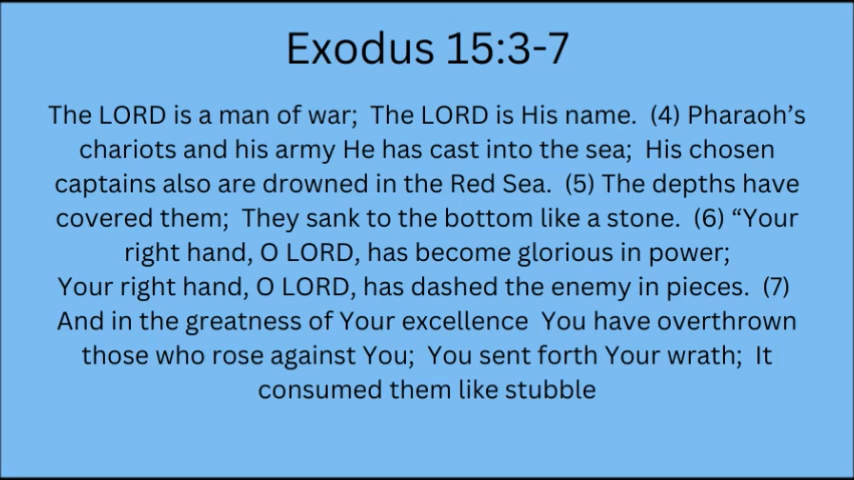 Exodus 15:3-7
The LORD is a man of war;  The LORD is His name.  (4) Pharaoh’s
chariots and his army He has cast into the sea;  His chosen
captains also are drowned in the Red Sea.  (5) The depths have
covered them;  They sank to the bottom like a stone.  (6) “Your
right hand, O LORD, has become glorious in power;
Your right hand, O LORD, has dashed the enemy in pieces.  (7)
And in the greatness of Your excellence  You have overthrown
those who rose against You;  You sent forth Your wrath;  It
consumed them like stubble